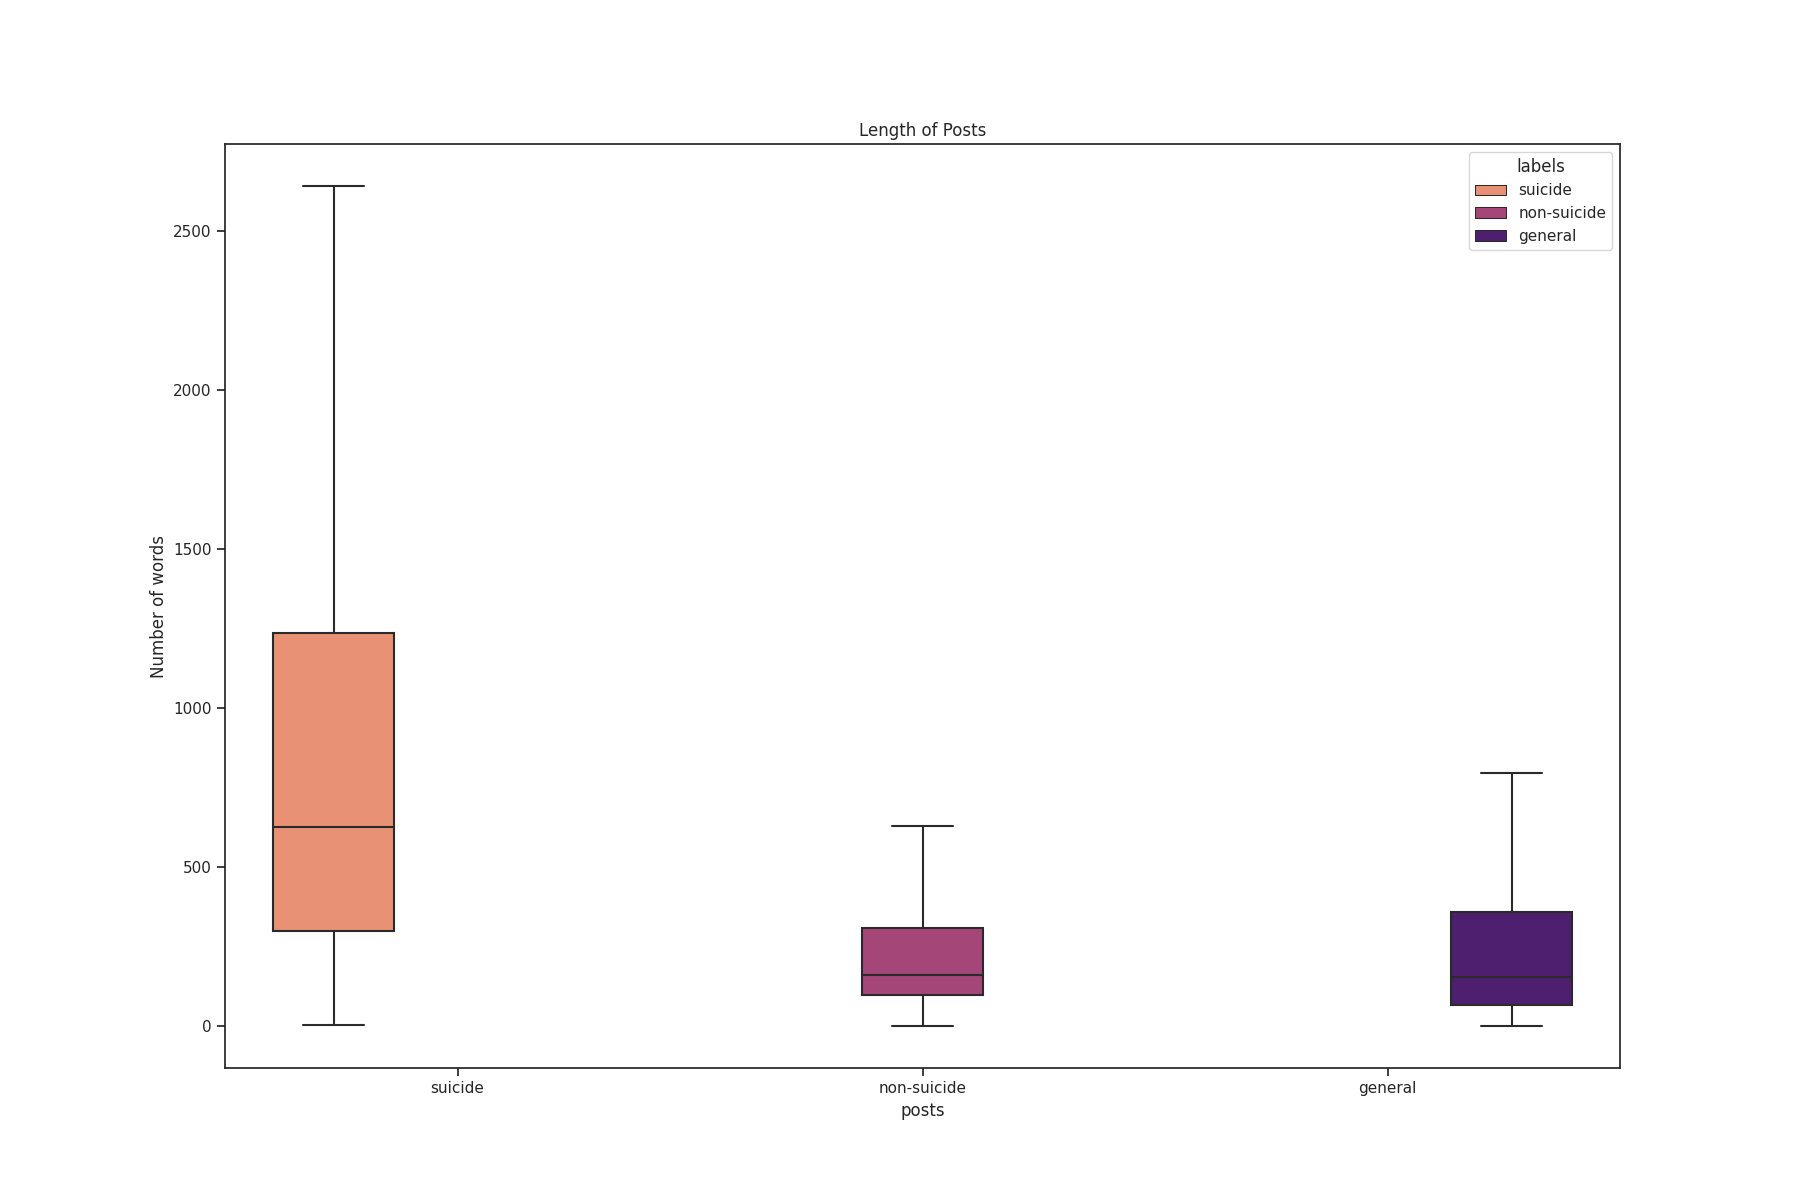 Length of Posts
labels
suicide
non-suicide
general
2500
2000
1500
1000
500
0
Number of words
suicide
non-suicide
general
posts